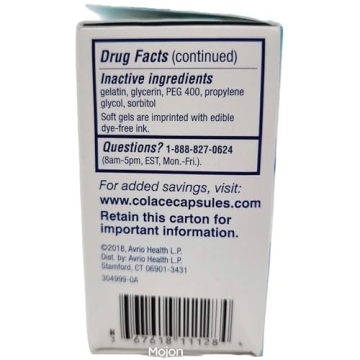 Drug Facts (continued)
Inactive ingredients
gelatin, glycerin, PEG 400, propylene
glycol, sorbitol
Soft gels are imprinted with edible
dye-free ink.
Questions? 1-888-827-0624
(8am-5pm, EST, Mon.-Fri.).
For added savings, visit:
www.colacecapsules.com
Retain this carton for
important information.
©2018, Avrio Health L.P.
Dist. by: Avrio Health L.P.
Stamford, CT 06901-3431
304999-0A
67618 11128
Mojon